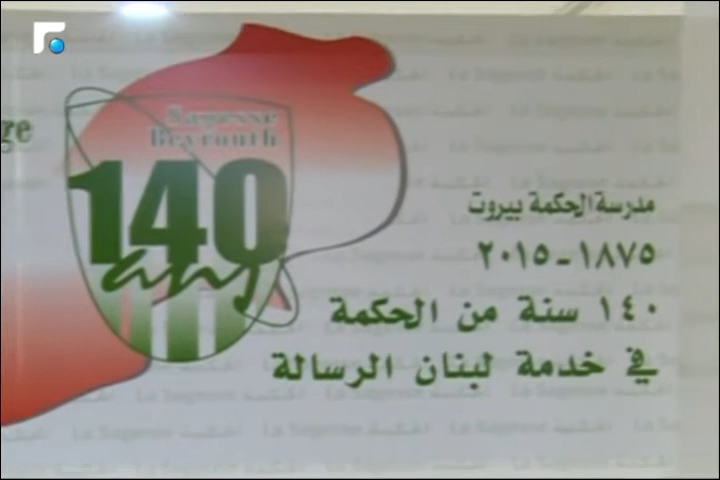 Sagesse
Beyrouth
140
ans
مدرسة الحكمة بيروت
١٨٧٥ - ٢٠١٥
١٤٠ سنة من الحكمة
في خدمة لبنان الرسالة